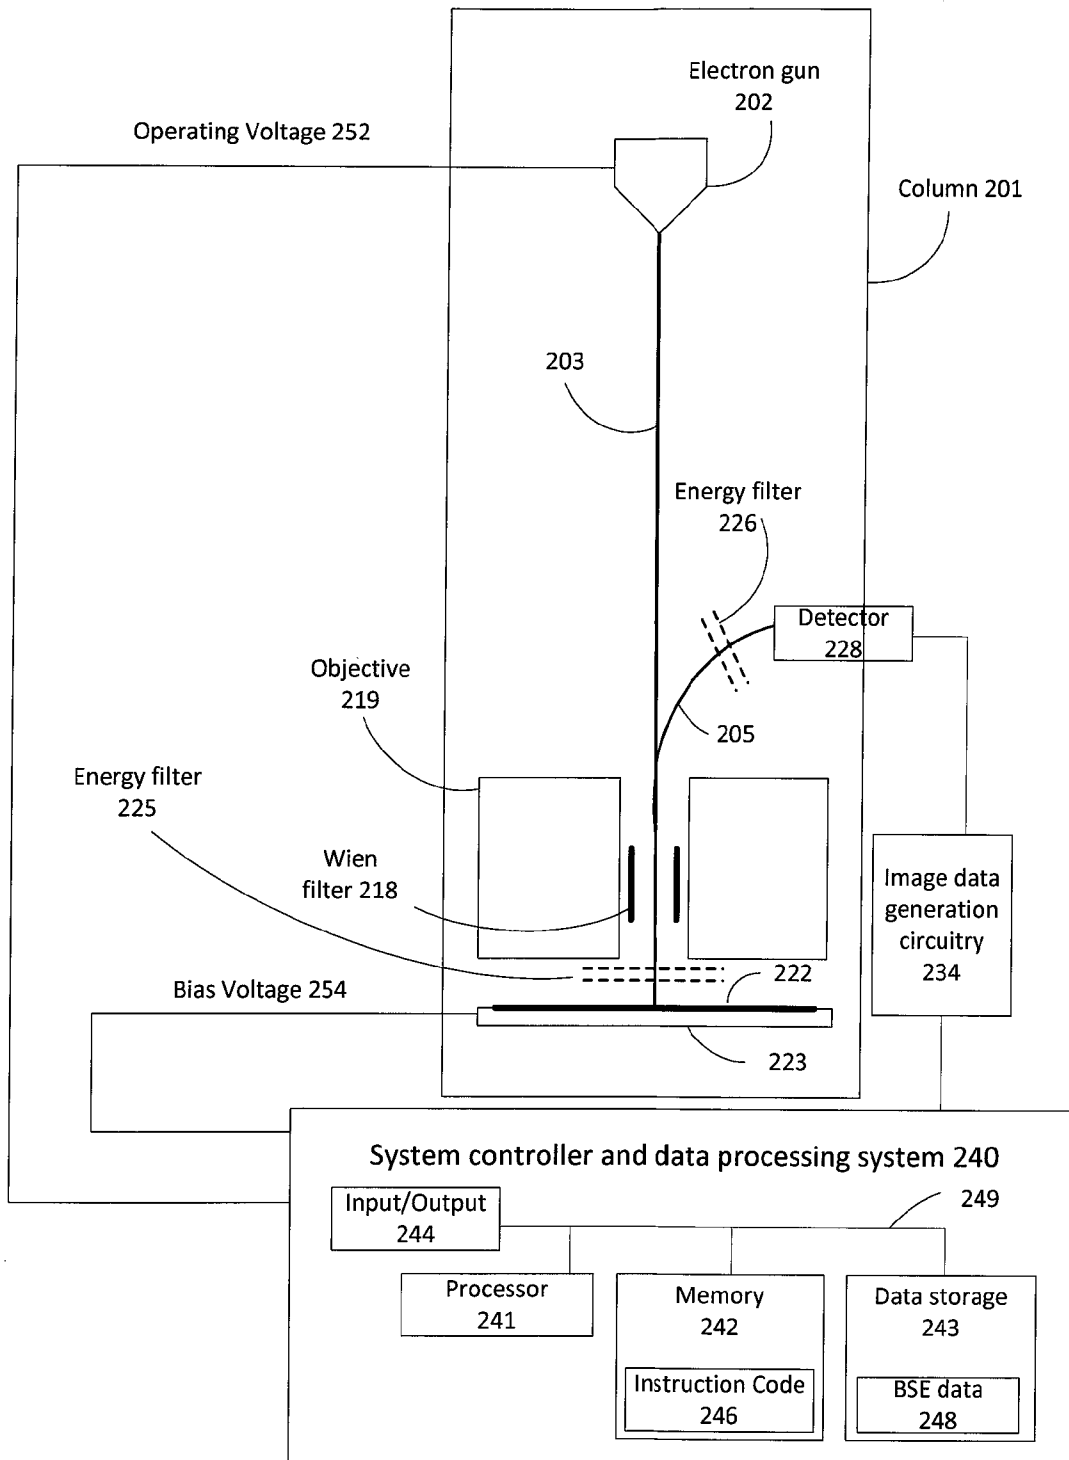 Electron gun
202
Operating Voltage 252
Column 201
203
Energy filter
226
Detector
228
Objective
219
205
Energy filter
225
Wien
filter 218
Image data
generation
circuitry
234
222
Bias Voltage 254
223
System controller and data processing system 240
249
Input/Output
244
Processor
241
Memory
242
Data storage
243
Instruction Code
246
BSE data
248